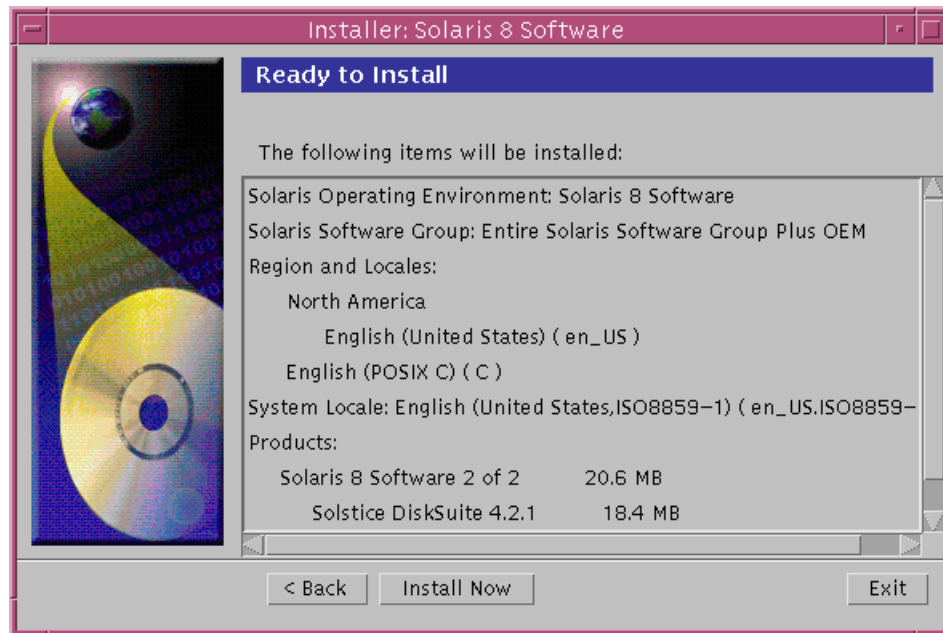 Installer: Solaris 8 Software
Ready to Install
The following items will be installed:
Solaris Operating Environment: Solaris 8 Software
Solaris Software Group: Entire Solaris Software Group Plus OEM
Region and Locales:
North America
English (United States) ( en_US )
English (POSIX C) ( C )
System Locale: English (United States,ISO8859-1) ( en_US.ISO8859-
Products:
Solaris 8 Software 2 of 2 20.6 MB
Solstice DiskSuite 4.2.1 18.4 MB
< Back Install Now Exit